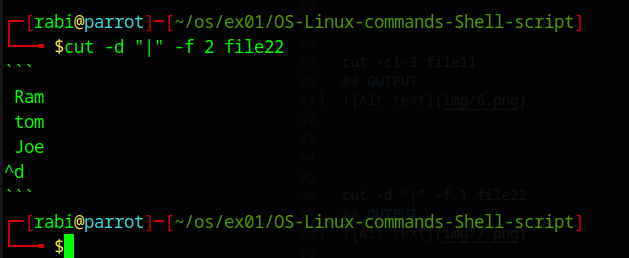 ┌─[rabi@parrot]─[~/os/ex01/OS-Linux-commands-Shell-script]
└──╼ $cut -d "|" -f 2 file22
```
 Ram
 tom
 Joe
^d
```
┌─[rabi@parrot]─[~/os/ex01/OS-Linux-commands-Shell-script]
└──╼ $
88
89 cut -c1-3 file11
90 ## OUTPUT
91 ![Alt text](img/6.png)
92
93
94
95
96 cut -d "|" -f 1 file22
## OUTPUT
98 ![Alt text](img/7.png)
99